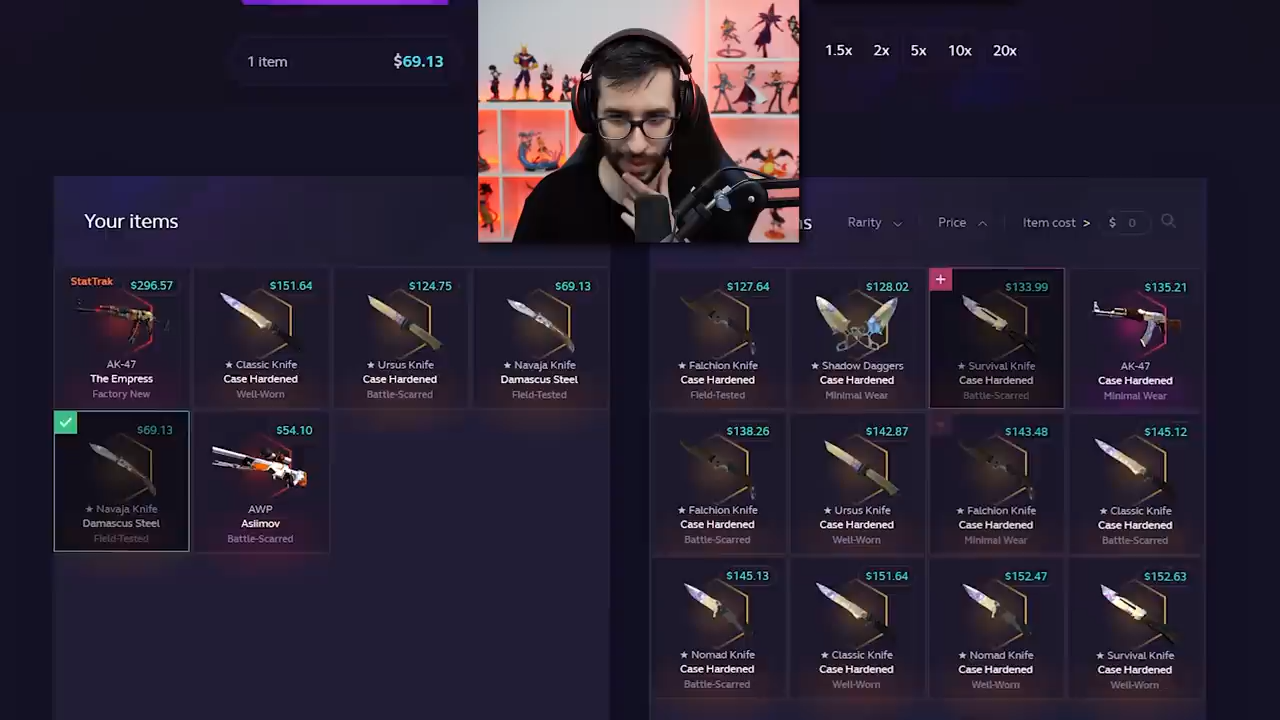 1 item $69.13
1.5x 2x 5x 10x 20x
Your items
Rarity Price Item cost > $ 0
StatTrak $296.57
AK-47
The Empress
Factory New
$151.64
★ Classic Knife
Case Hardened
Well-Worn
$124.75
★ Ursus Knife
Case Hardened
Battle-Scarred
$69.13
★ Navaja Knife
Damascus Steel
Field-Tested
$69.13
★ Navaja Knife
Damascus Steel
Field-Tested
$54.10
AWP
Asiimov
Battle-Scarred
$127.64
★ Falchion Knife
Case Hardened
Field-Tested
$128.02
★ Shadow Daggers
Case Hardened
Minimal Wear
$133.99
★ Survival Knife
Case Hardened
Battle-Scarred
$135.21
AK-47
Case Hardened
Minimal Wear
$138.26
★ Falchion Knife
Case Hardened
Battle-Scarred
$142.87
★ Ursus Knife
Case Hardened
Well-Worn
$143.48
★ Falchion Knife
Case Hardened
Minimal Wear
$145.12
★ Classic Knife
Case Hardened
Battle-Scarred
$145.13
★ Nomad Knife
Case Hardened
Battle-Scarred
$151.64
★ Classic Knife
Case Hardened
Well-Worn
$152.47
★ Nomad Knife
Case Hardened
Well-Worn
$152.63
★ Survival Knife
Case Hardened
Well-Worn